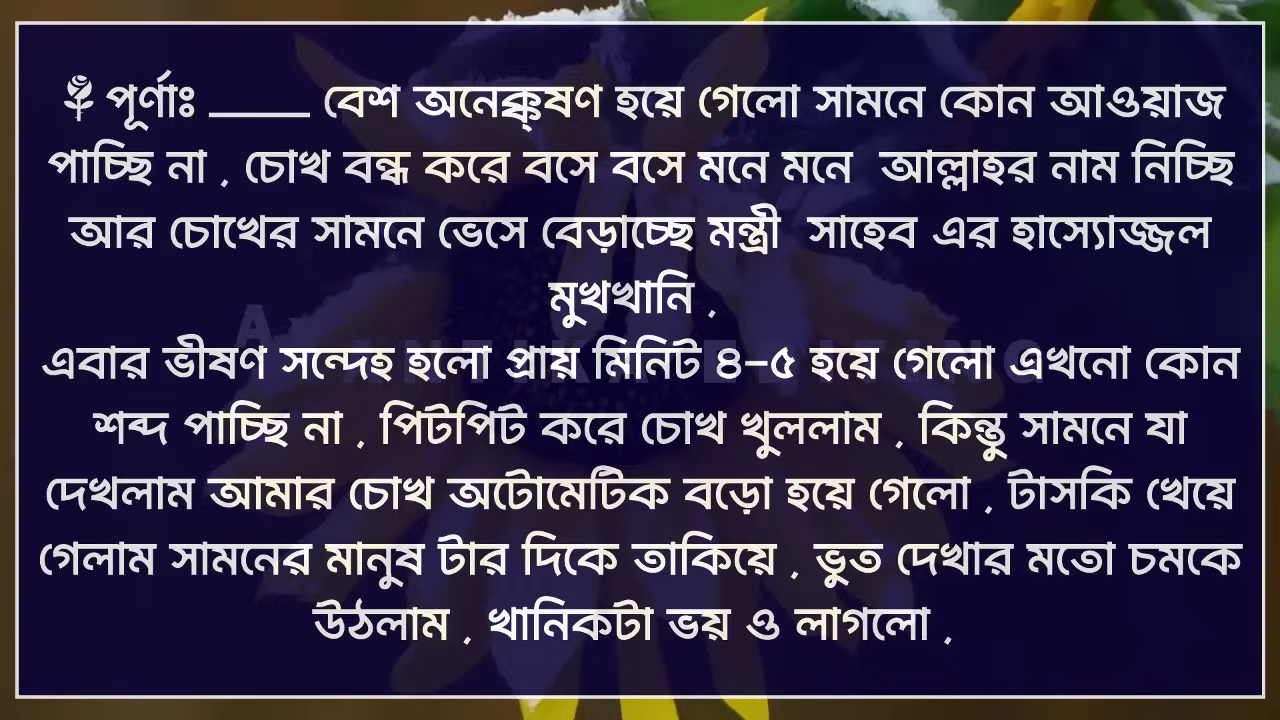 পূর্ণাঃ _____ বেশ অনেক্ক্ষণ হয়ে গেলো সামনে কোন আওয়াজ
পাচ্ছি না , চোখ বন্ধ করে বসে বসে মনে মনে আল্লাহর নাম নিচ্ছি
আর চোখের সামনে ভেসে বেড়াচ্ছে মন্ত্রী সাহেব এর হাস্যোজ্জল
মুখখানি ,
এবার ভীষণ সন্দেহ হলো প্রায় মিনিট ৪-৫ হয়ে গেলো এখনো কোন
শব্দ পাচ্ছি না , পিটপিট করে চোখ খুললাম , কিন্তু সামনে যা
দেখলাম আমার চোখ অটোমেটিক বড়ো হয়ে গেলো , টাসকি খেয়ে
গেলাম সামনের মানুষ টার দিকে তাকিয়ে , ভুত দেখার মতো চমকে
উঠলাম , খানিকটা ভয় ও লাগলো ,